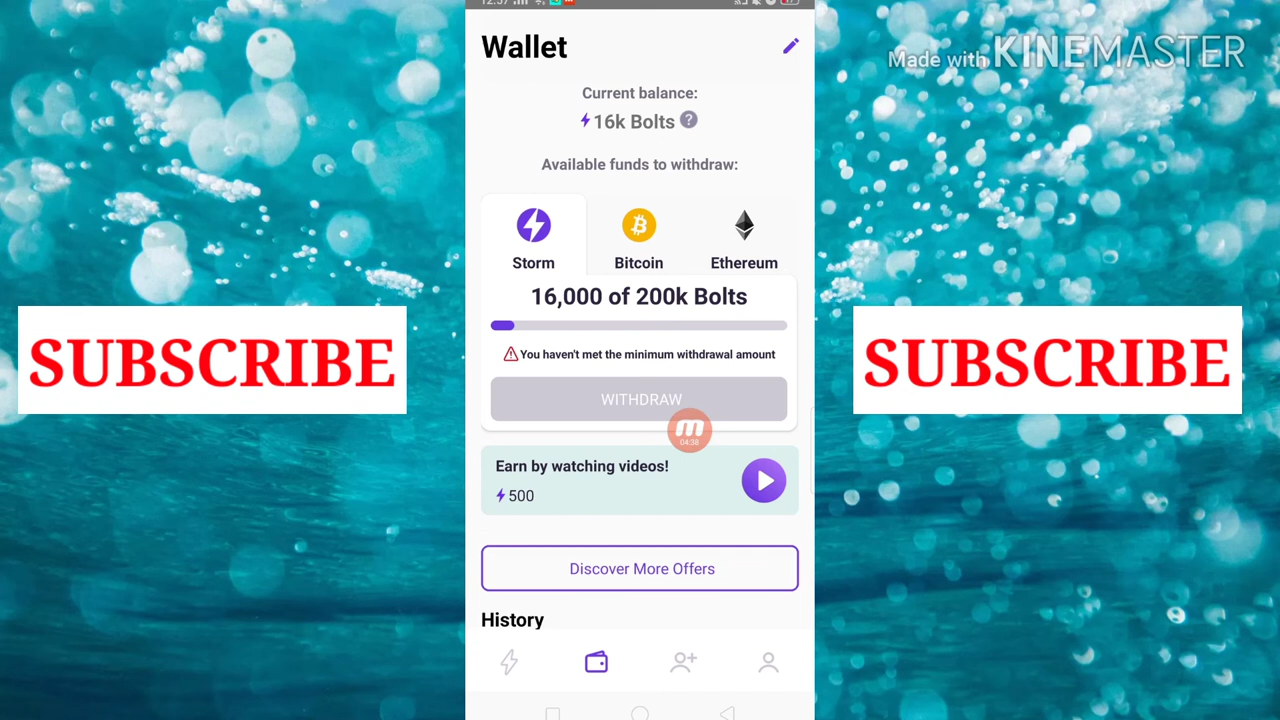 Wallet
Made with KINEMASTER
Current balance:
16k Bolts ?
Available funds to withdraw:
Storm
Bitcoin
Ethereum
16,000 of 200k Bolts
SUBSCRIBE
SUBSCRIBE
You haven't met the minimum withdrawal amount
WITHDRAW
m
04:38
Earn by watching videos!
500
Discover More Offers
History